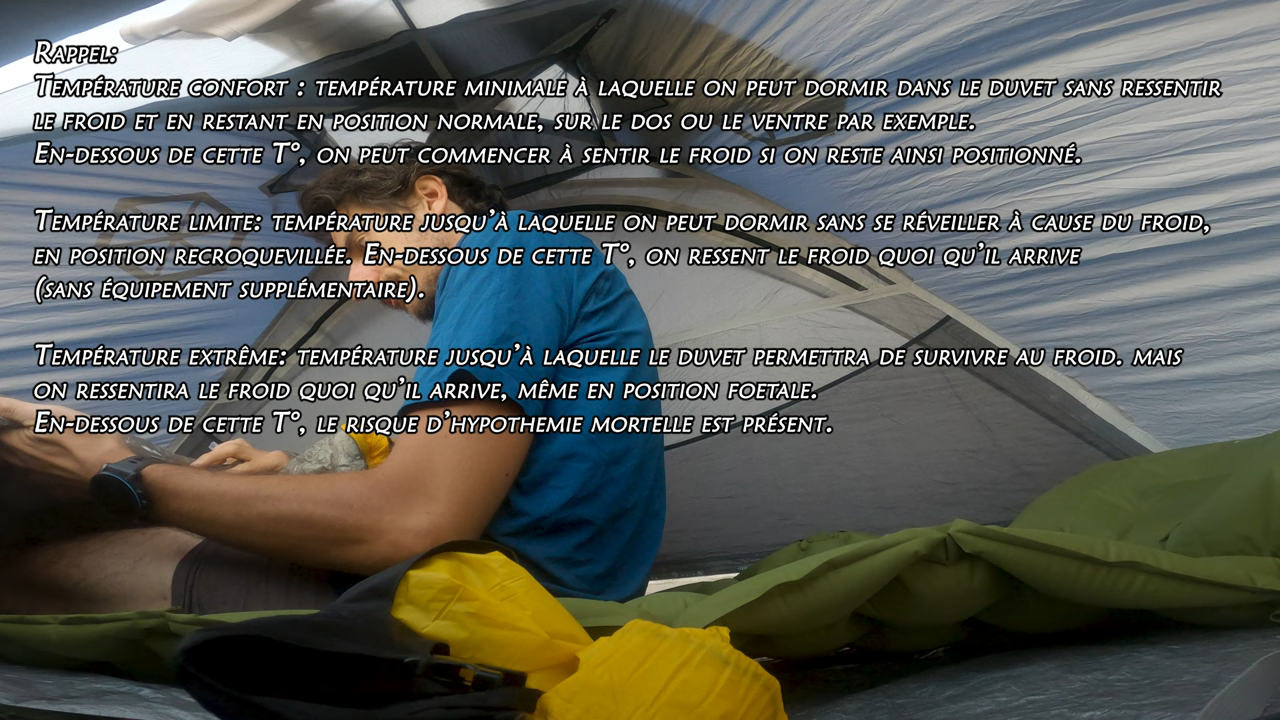 Rappel:
Température confort : température minimale à laquelle on peut dormir dans le duvet sans ressentir
le froid et en restant en position normale, sur le dos ou le ventre par exemple.
En-dessous de cette T°, on peut commencer à sentir le froid si on reste ainsi positionné.
Température limite: température jusqu'à laquelle on peut dormir sans se réveiller à cause du froid,
en position recroquevillée. En-dessous de cette T°, on ressent le froid quoi qu'il arrive
(sans équipement supplémentaire).
Température extrême: température jusqu'à laquelle le duvet permettra de survivre au froid. mais
on ressentira le froid quoi qu'il arrive, même en position foetale.
En-dessous de cette T°, le risque d'hypothemie mortelle est présent.